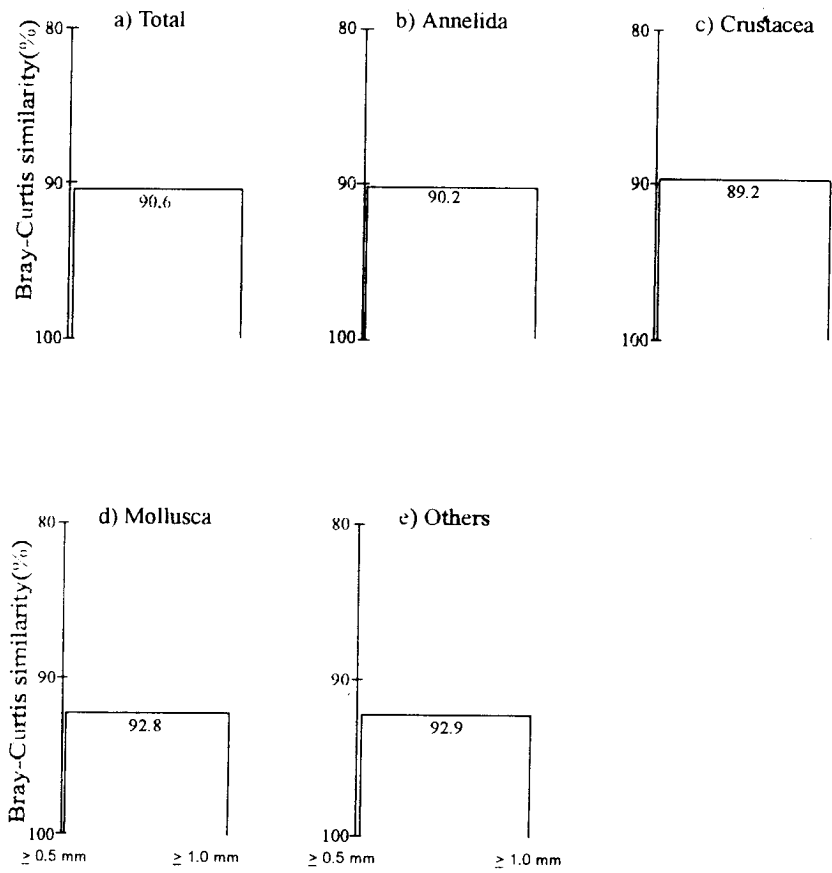 a) Total
b) Annelida
c) Crustacea
80
80
80
Bray-Curtis similarity(%)
90
90
90
90.6
90.2
89.2
100
100
100
d) Mollusca
e) Others
80
80
Bray-Curtis similarity(%)
90
90
92.8
92.9
100
100
≥ 0.5 mm
≥ 1.0 mm
≥ 0.5 mm
≥ 1.0 mm